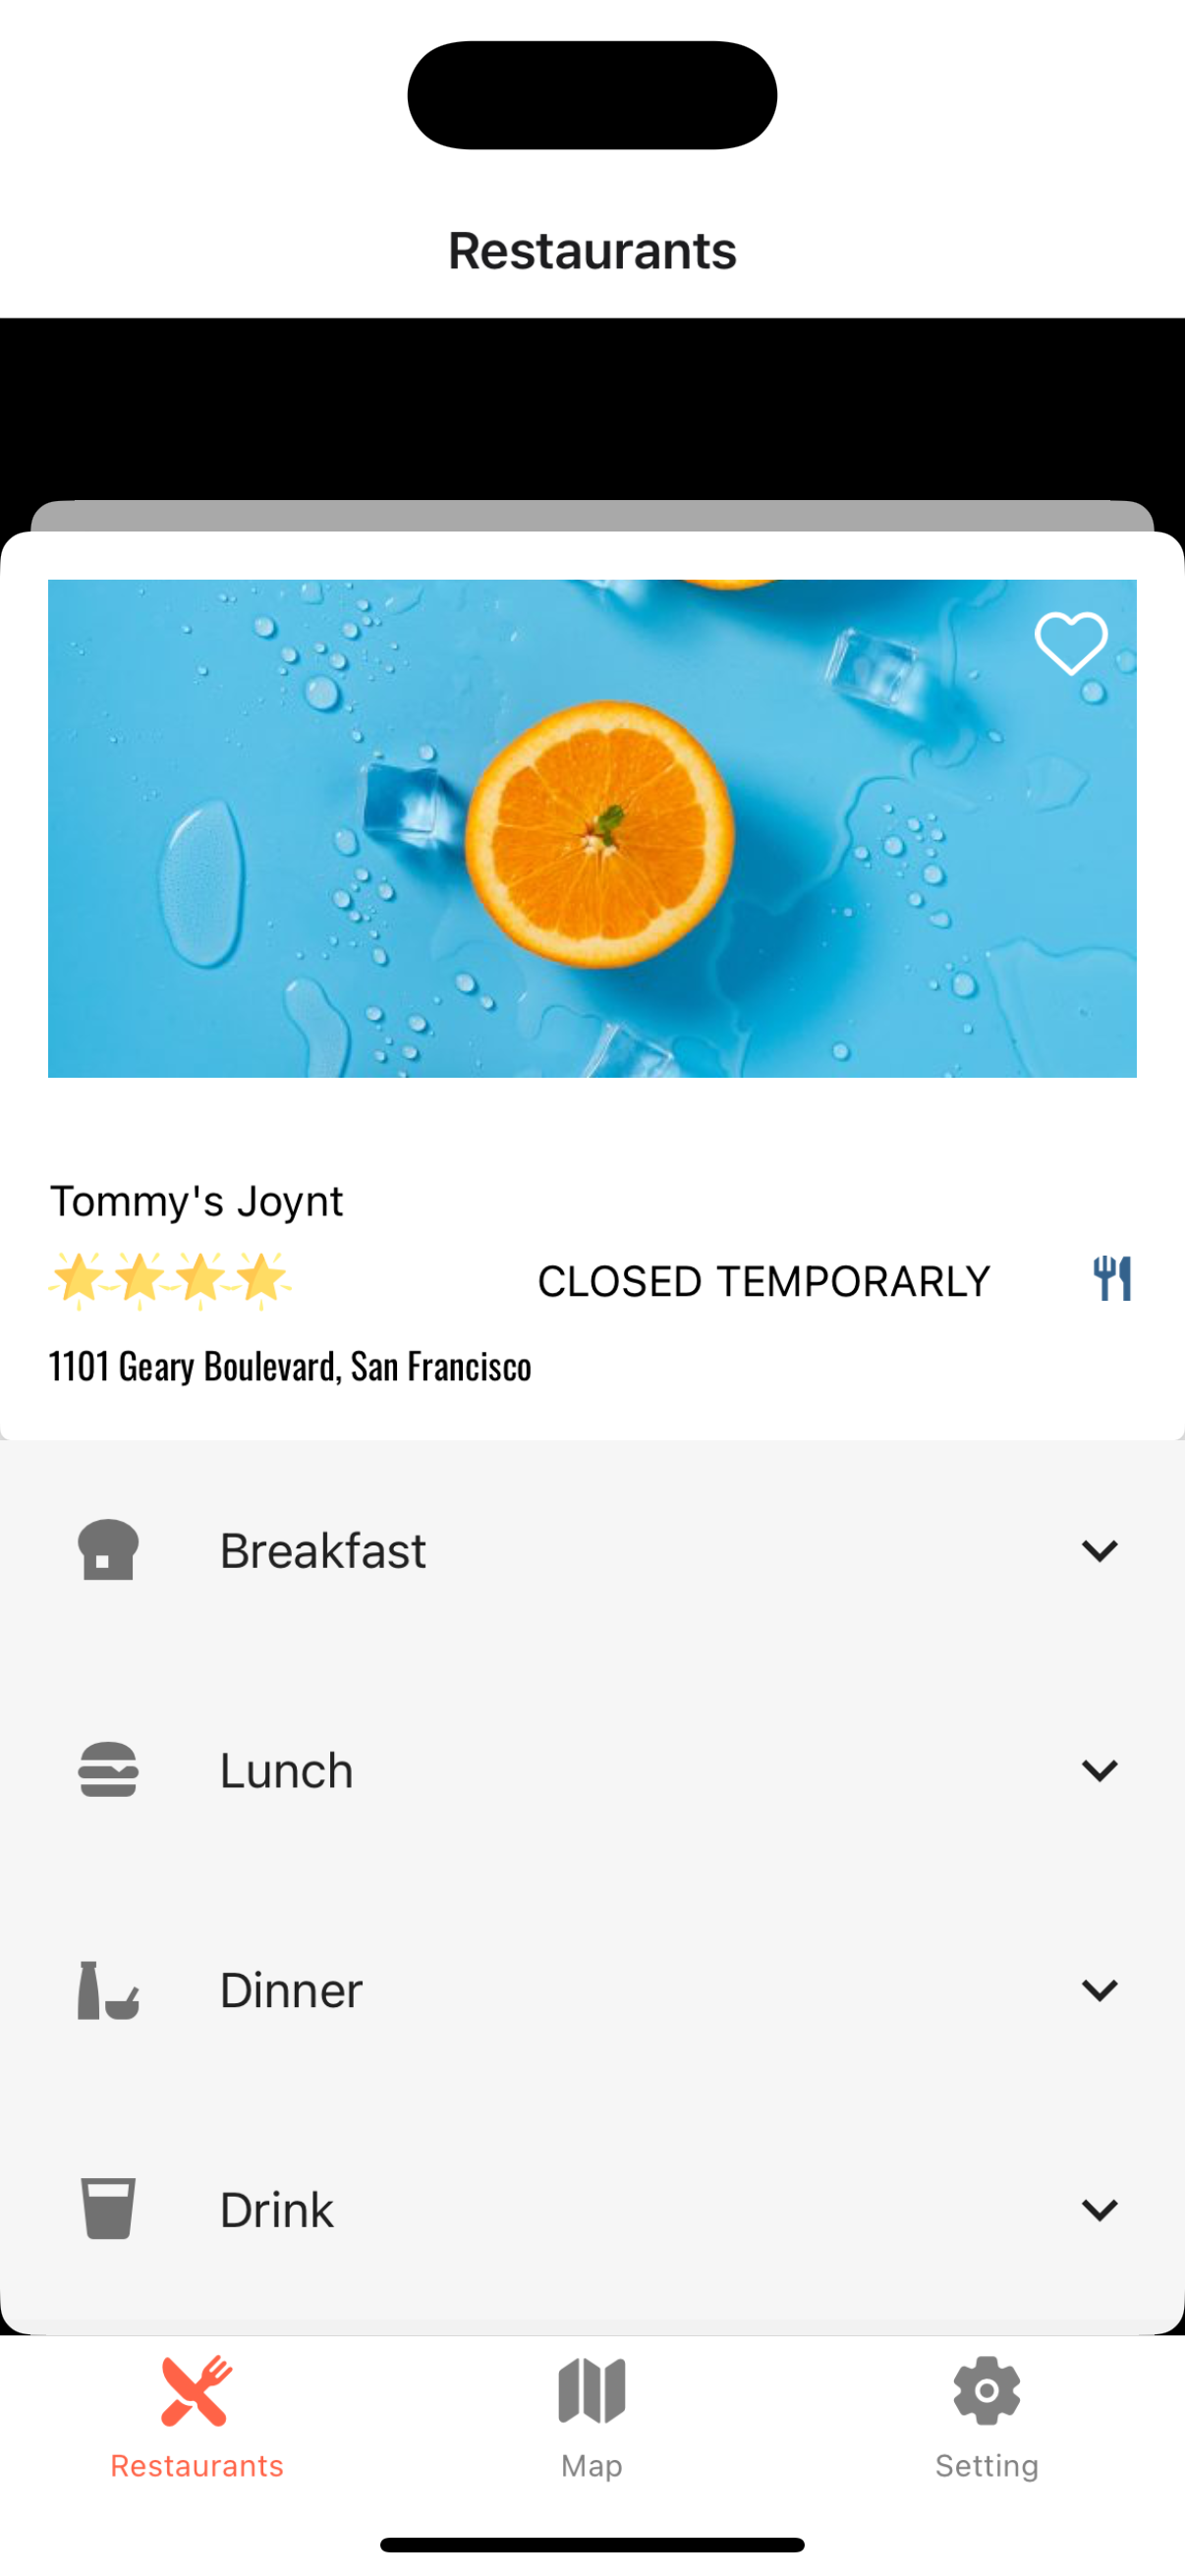 Restaurants
Tommy's Joynt
CLOSED TEMPORARLY
1101 Geary Boulevard, San Francisco
Breakfast
Lunch
Dinner
Drink
Restaurants Map Setting